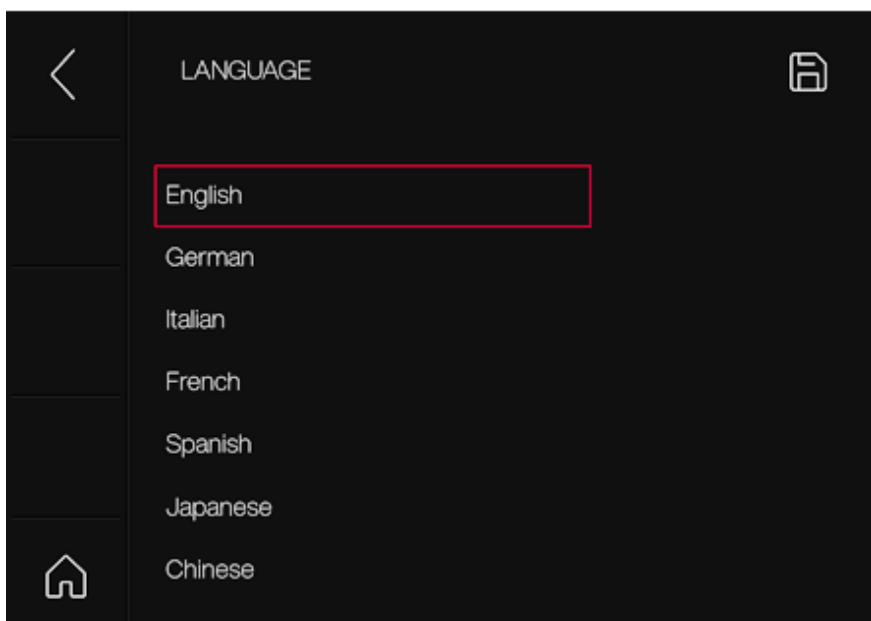 LANGUAGE
English
German
Italian
French
Spanish
Japanese
Chinese